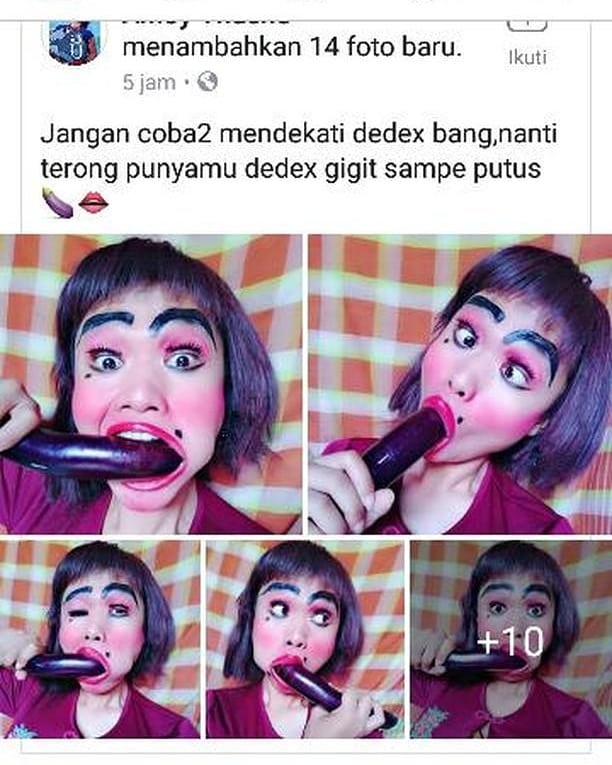 menambahkan 14 foto baru.
Ikuti
5 jam
Jangan coba2 mendekati dedex bang,nanti
terong punyamu dedex gigit sampe putus
+10